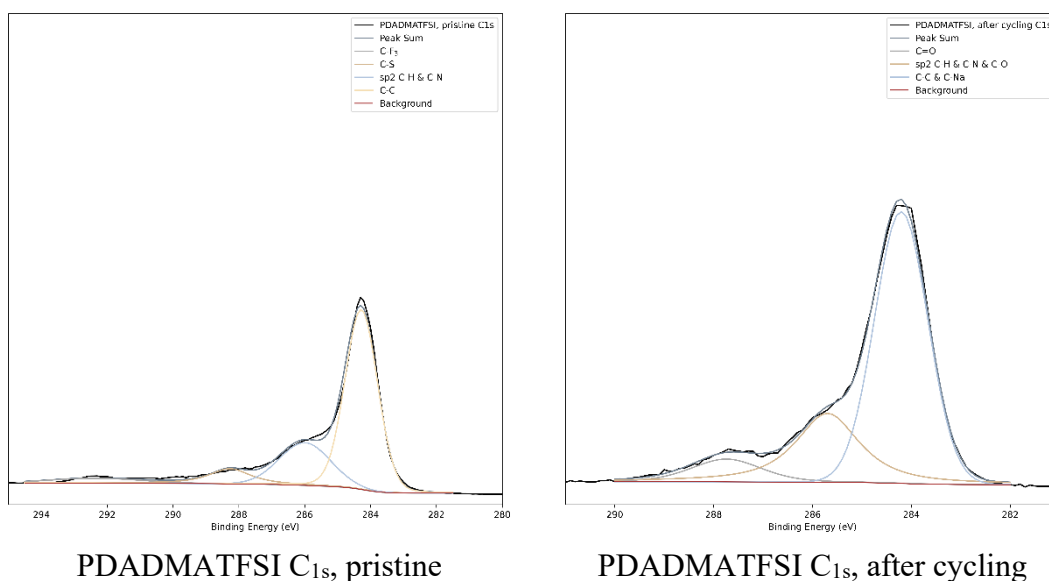 PDADMATFSI, pristine C1s
Peak Sum
C-F₃
C-S
sp2 C H & C N
C-C
Background
294
292
290
288
286
284
282
280
Binding Energy (eV)
PDADMATFSI, after cycling C1s
Peak Sum
C=O
sp2 C H & C N & C O
C-C & C-Na
Background
290
288
286
284
282
Binding Energy (eV)
PDADMATFSI C₁ₛ, pristine
PDADMATFSI C₁ₛ, after cycling